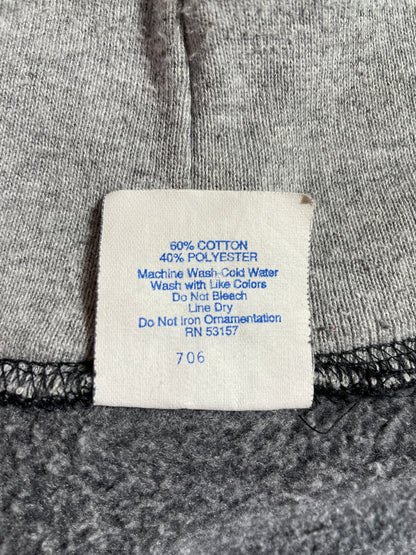 60% COTTON
40% POLYESTER
Machine Wash-Cold Water
Wash with Like Colors
Do Not Bleach
Line Dry
Do Not Iron Ornamentation
RN 53157
706